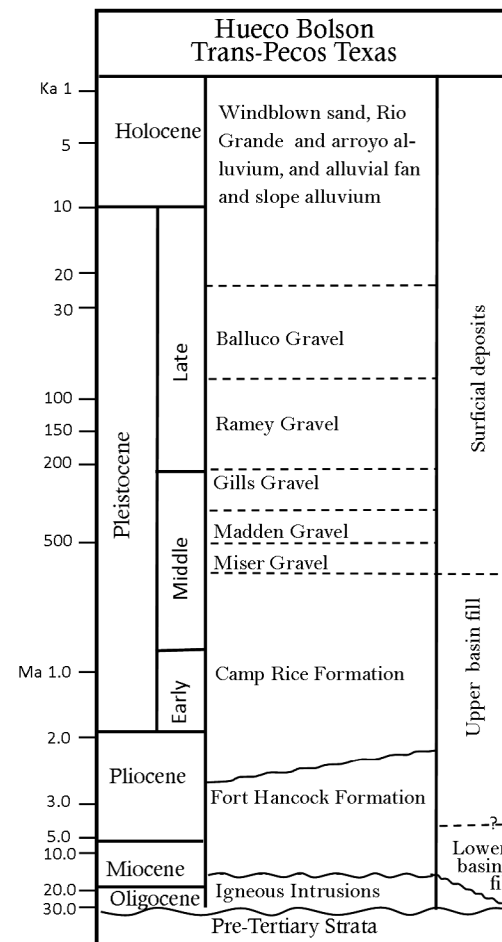 Hueco Bolson
Trans-Pecos Texas
Ka 1
5
10
20
30
100
150
200
500
Ma 1.0
2.0
3.0
5.0
10.0
20.0
30.0
Holocene
Pleistocene
Late
Middle
Early
Pliocene
Miocene
Oligocene
Windblown sand, Rio
Grande and arroyo al-
luvium, and alluvial fan
and slope alluvium
Balluco Gravel
Ramey Gravel
Gills Gravel
Madden Gravel
Miser Gravel
Camp Rice Formation
Fort Hancock Formation
Igneous Intrusions
Pre-Tertiary Strata
Surficial deposits
Upper basin fill
?
Lower
basin
fi